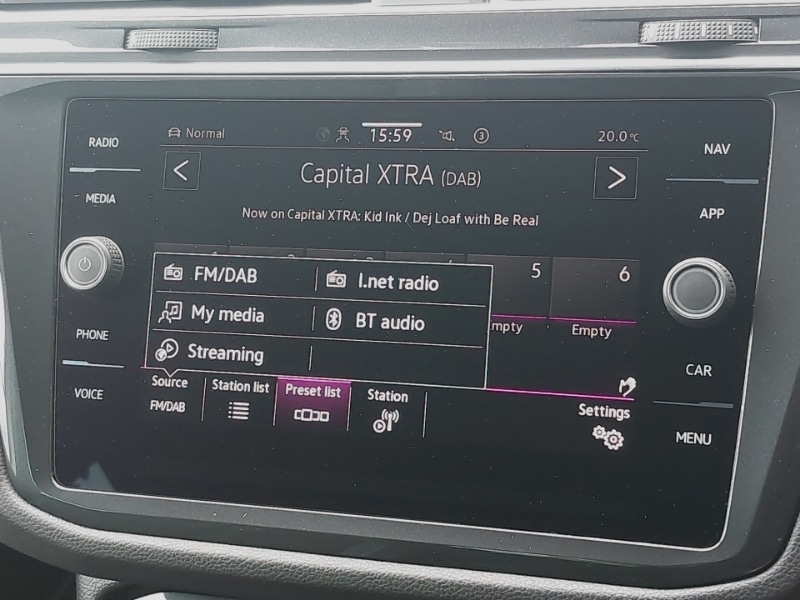 RADIO
MEDIA
PHONE
VOICE
Normal
15:59
3
20.0°C
NAV
APP
CAR
MENU
< Capital XTRA (DAB) >
Now on Capital XTRA: Kid Ink / Dej Loaf with Be Real
5
6
Empty
FM/DAB
I.net radio
My media
BT audio
Streaming
Source
FM/DAB
Station list
Preset list
Station
Settings